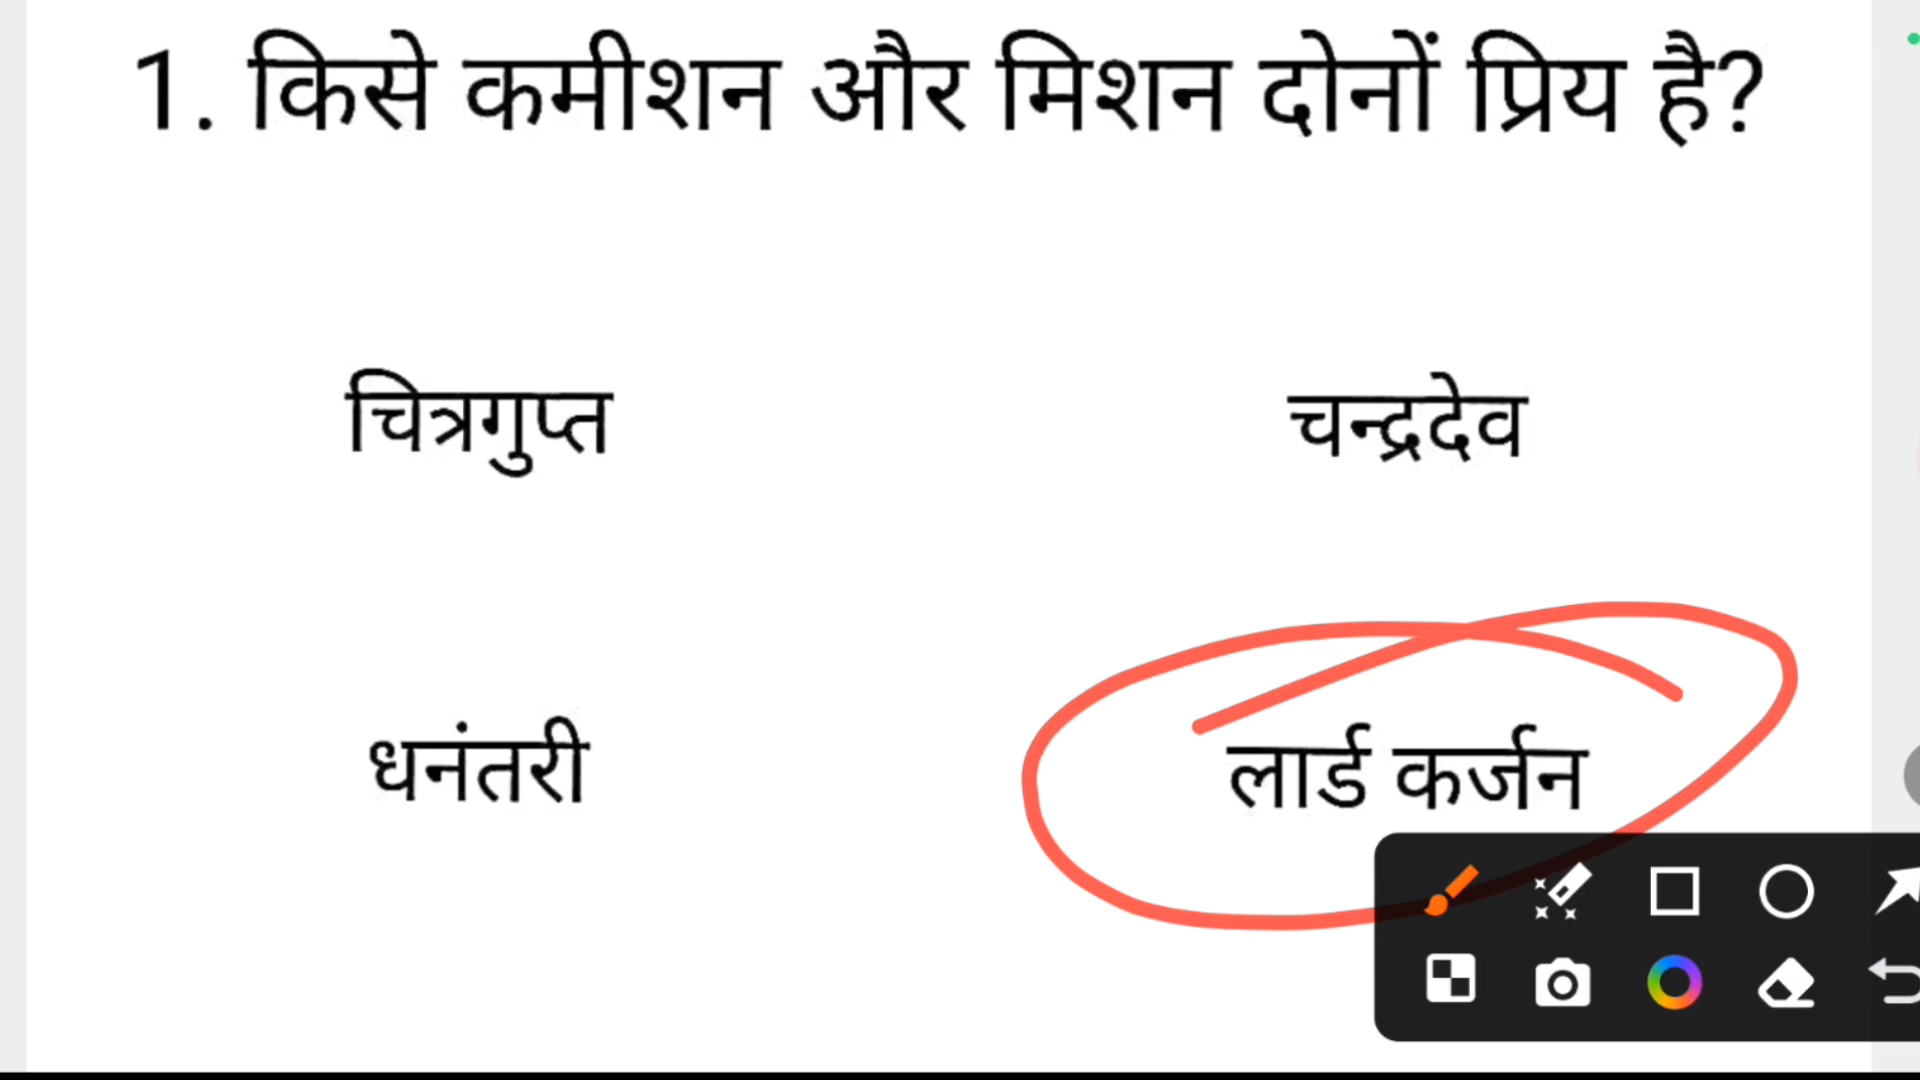 1. किसे कमीशन और मिशन दोनों प्रिय है?
चित्रगुप्त
चन्द्रदेव
धनंतरी
लार्ड कर्जन